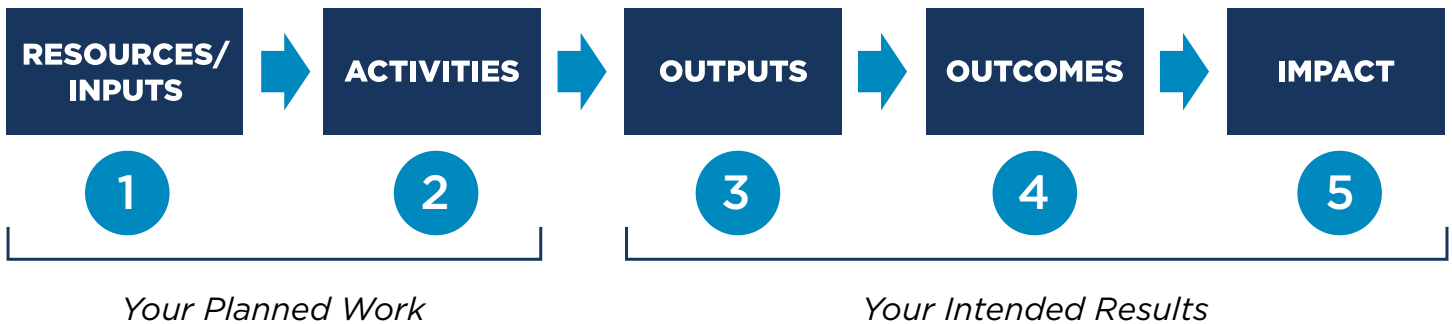 RESOURCES/
INPUTS
ACTIVITIES
OUTPUTS
OUTCOMES
IMPACT
1
2
3
4
5
Your Planned Work
Your Intended Results